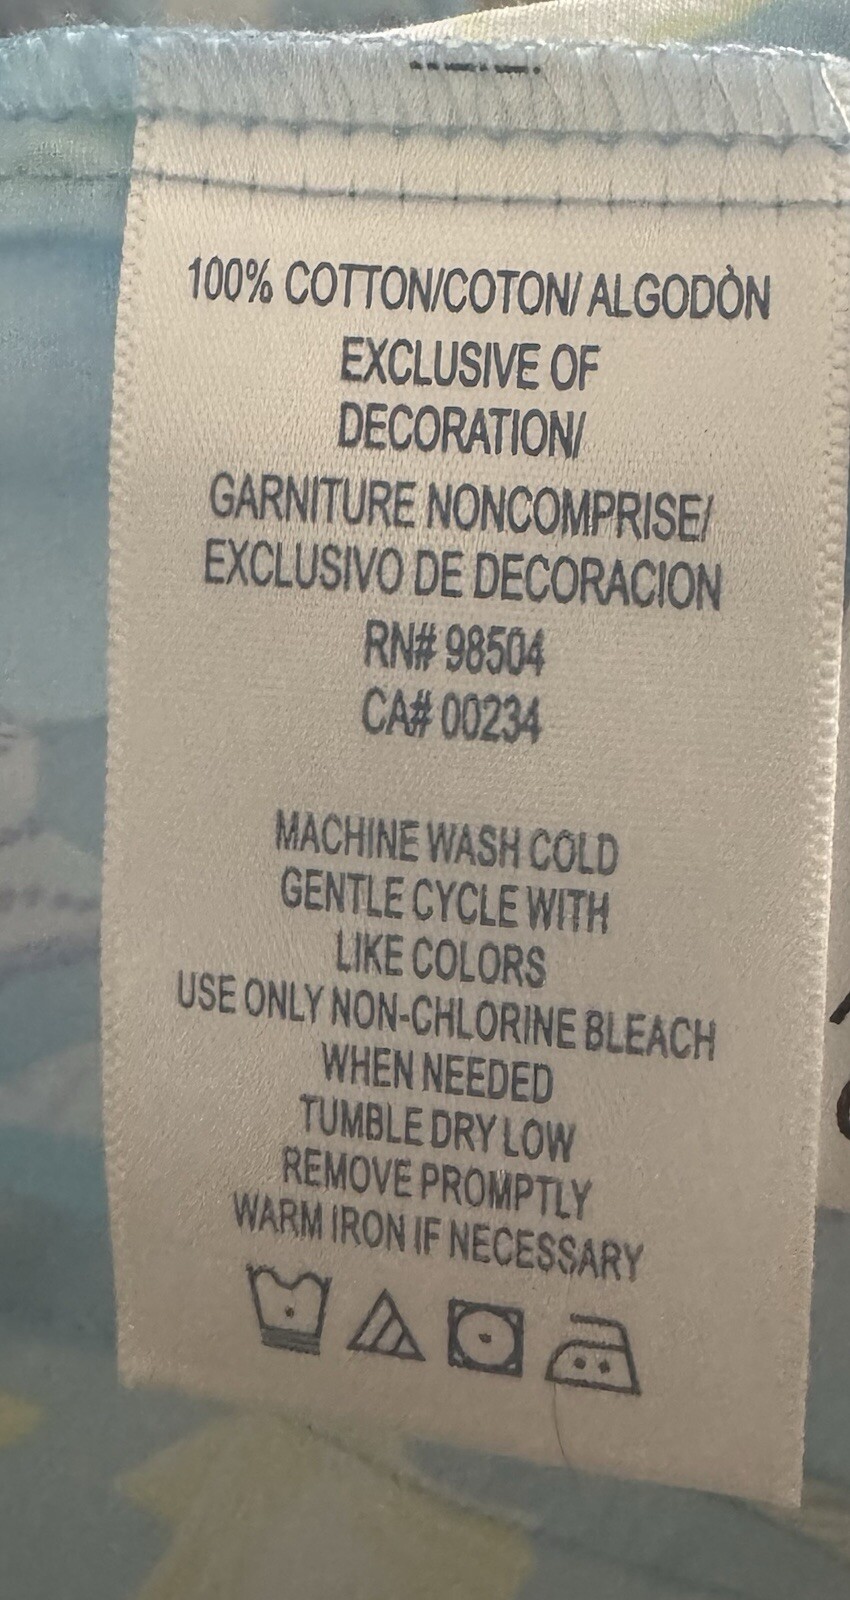 100% COTTON/COTON/ ALGODÒN
EXCLUSIVE OF
DECORATION/
GARNITURE NONCOMPRISE/
EXCLUSIVO DE DECORACION
RN# 98504
CA# 00234
MACHINE WASH COLD
GENTLE CYCLE WITH
LIKE COLORS
USE ONLY NON-CHLORINE BLEACH
WHEN NEEDED
TUMBLE DRY LOW
REMOVE PROMPTLY
WARM IRON IF NECESSARY